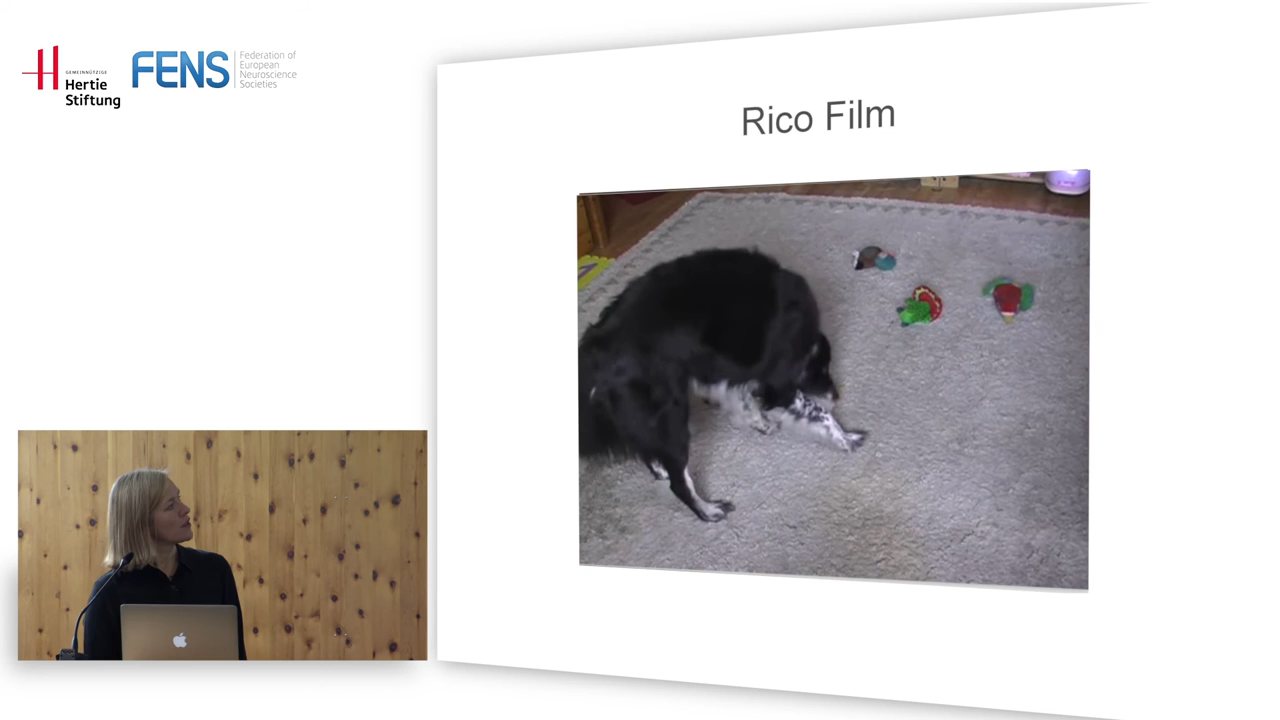 GEMEINNÜTZIGE
Hertie
Stiftung
FENS
Federation of
European
Neuroscience
Societies
Rico Film